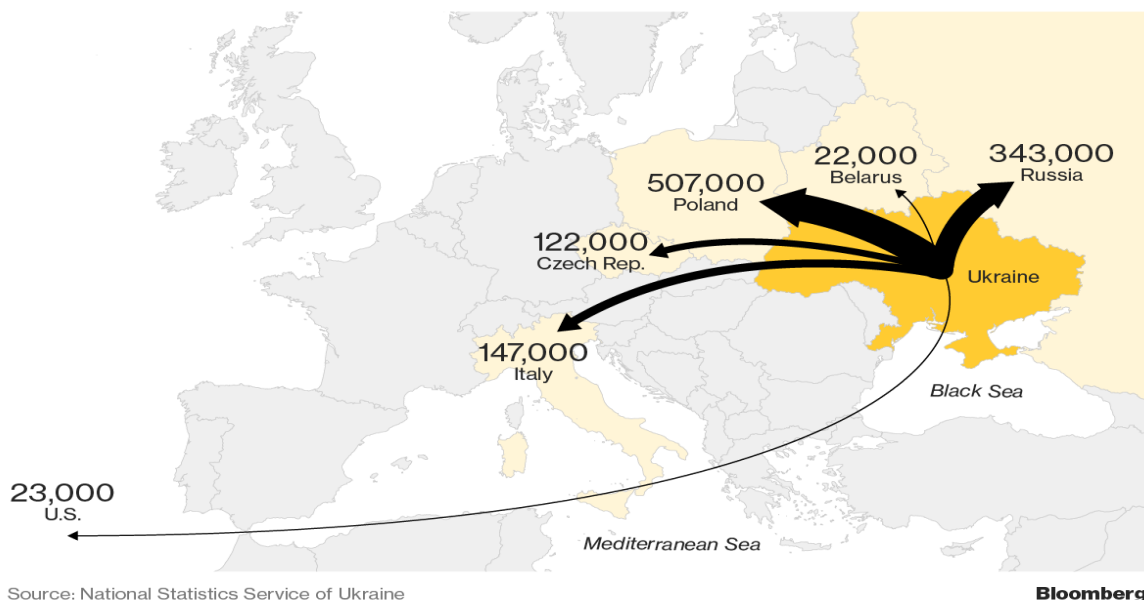 22,000
Belarus
343,000
Russia
507,000
Poland
122,000
Czech Rep.
Ukraine
147,000
Italy
Black Sea
23,000
U.S.
Mediterranean Sea
Source: National Statistics Service of Ukraine
Bloomberg